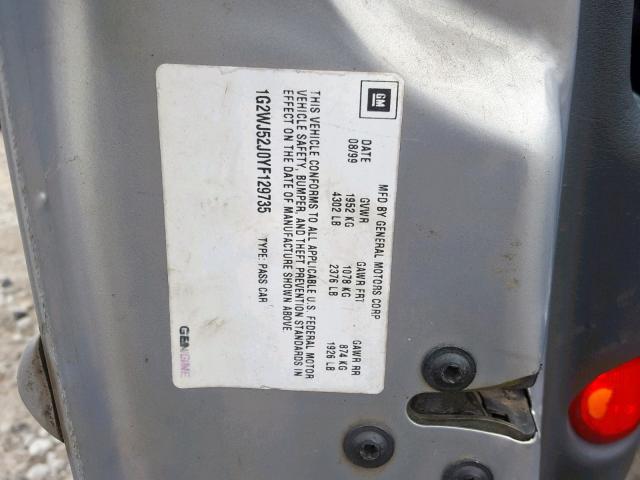 GM
MFD BY GENERAL MOTORS CORP
DATE GVWR GAWR FRT GAWR RR
08/99 1952 KG 1078 KG 874 KG
4302 LB 2376 LB 1926 LB
THIS VEHICLE CONFORMS TO ALL APPLICABLE U.S. FEDERAL MOTOR
VEHICLE SAFETY, BUMPER, AND THEFT PREVENTION STANDARDS IN
EFFECT ON THE DATE OF MANUFACTURE SHOWN ABOVE
1G2WJ52J0YF129735 TYPE: PASS CAR
GENUINE